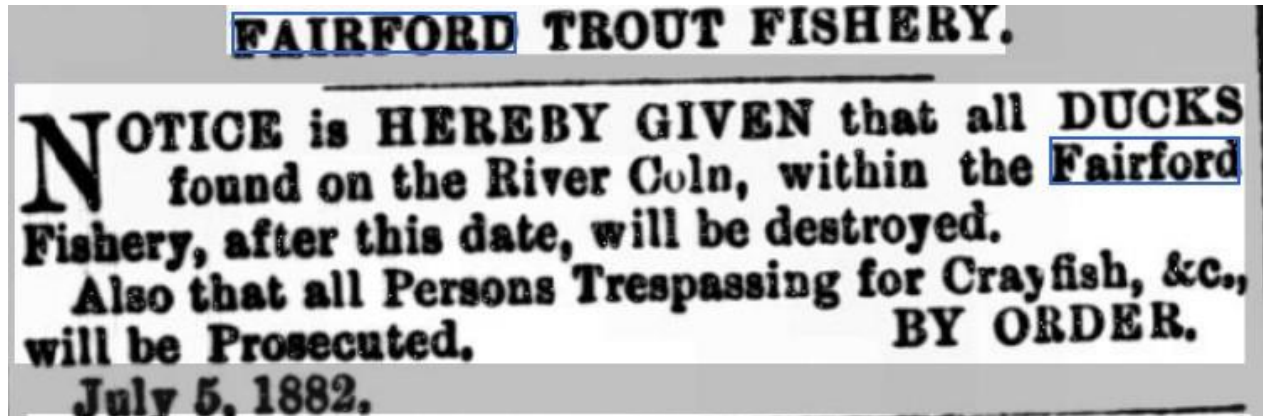 FAIRFORD TROUT FISHERY.
NOTICE is HEREBY GIVEN that all DUCKS
found on the River Coln, within the Fairford
Fishery, after this date, will be destroyed.
Also that all Persons Trespassing for Crayfish, &c.,
will be Prosecuted. BY ORDER.
July 5, 1882.